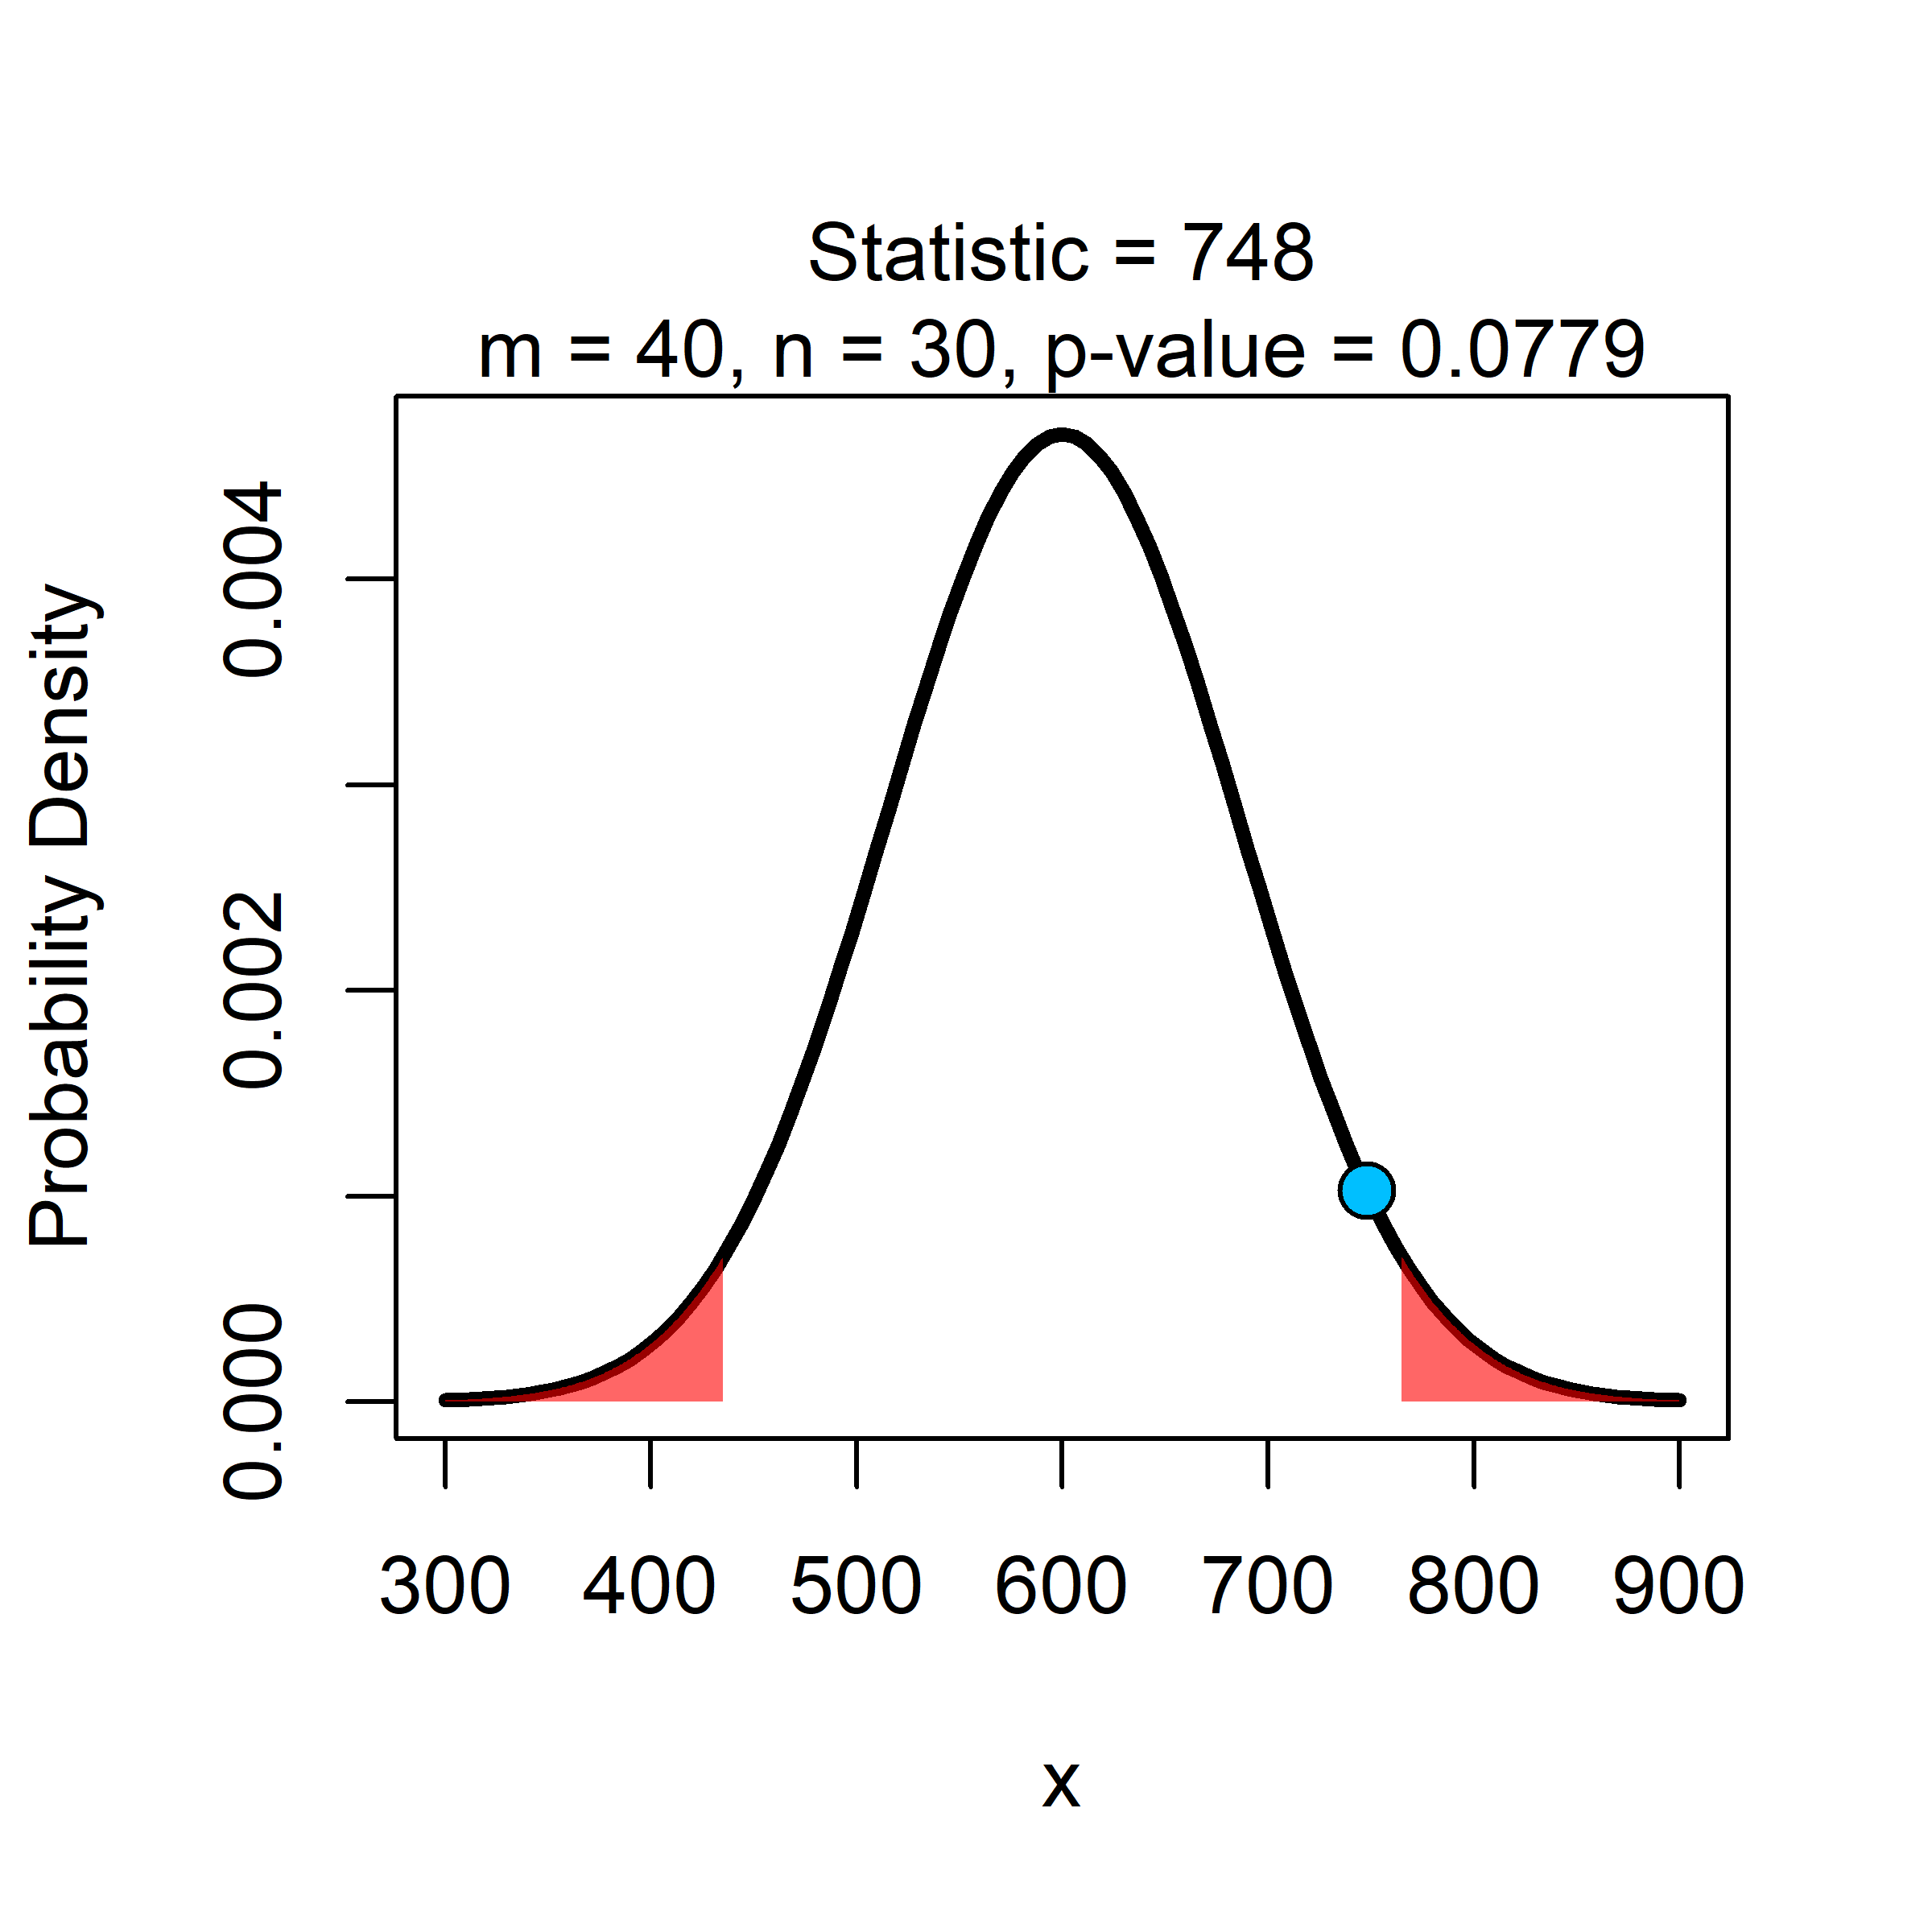 Statistic = 748
m = 40, n = 30, p-value = 0.0779
Probability Density
0.004
0.002
0.000
300 400 500 600 700 800 900
x